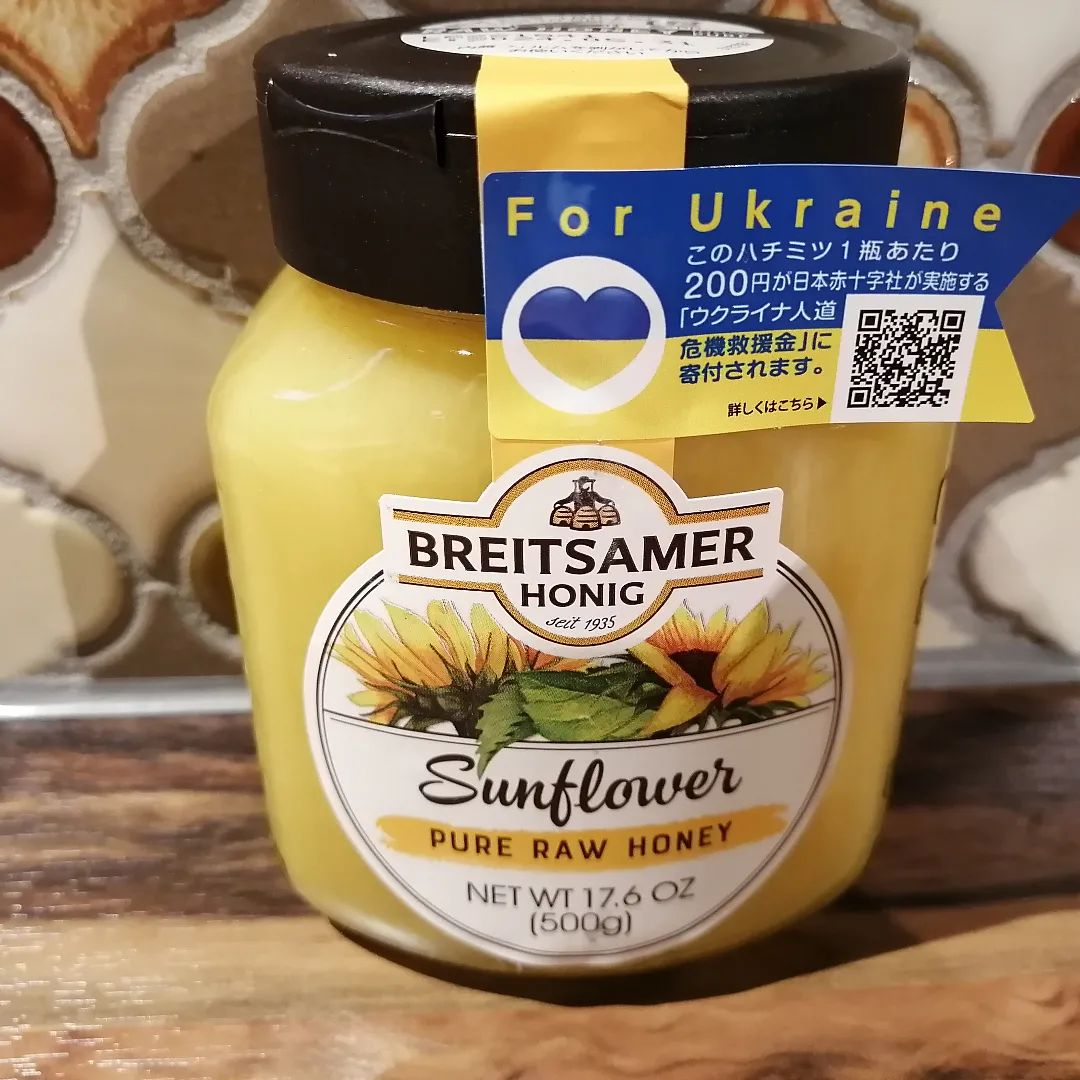 For Ukraine
このハチミツ1瓶あたり
200円が日本赤十字社が実施する
「ウクライナ人道
危機救援金」に
寄付されます。
詳しくはこちら▶
BREITSAMER
HONIG
seit 1935
Sunflower
PURE RAW HONEY
NET WT 17.6 OZ
(500g)